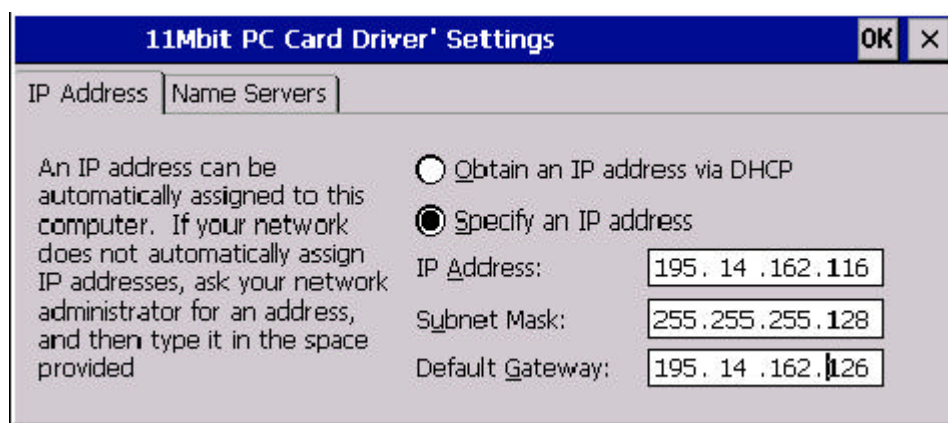 11Mbit PC Card Driver' Settings OK ×
IP Address Name Servers
An IP address can be
automatically assigned to this
computer. If your network
does not automatically assign
IP addresses, ask your network
administrator for an address,
and then type it in the space
provided
Obtain an IP address via DHCP
Specify an IP address
IP Address: 195. 14 .162.116
Subnet Mask: 255.255.255.128
Default Gateway: 195. 14 .162.126